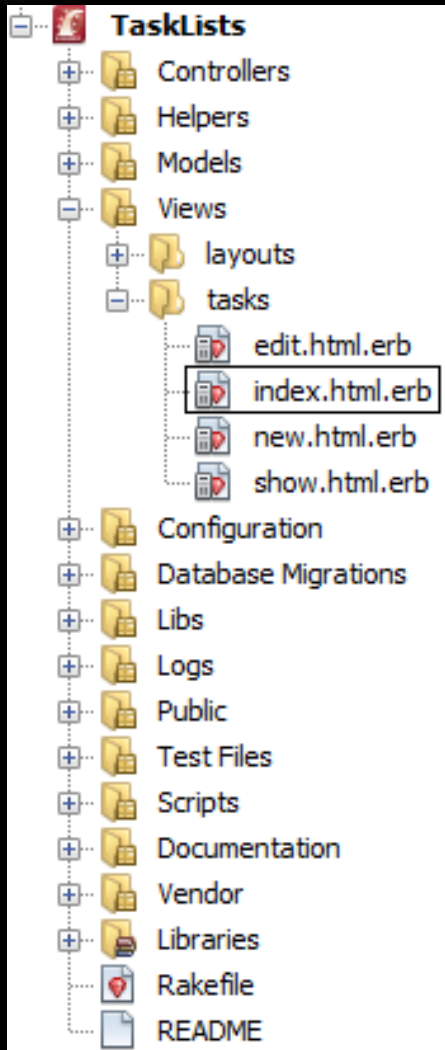 TaskLists
Controllers
Helpers
Models
Views
layouts
tasks
edit.html.erb
index.html.erb
new.html.erb
show.html.erb
Configuration
Database Migrations
Libs
Logs
Public
Test Files
Scripts
Documentation
Vendor
Libraries
Rakefile
README